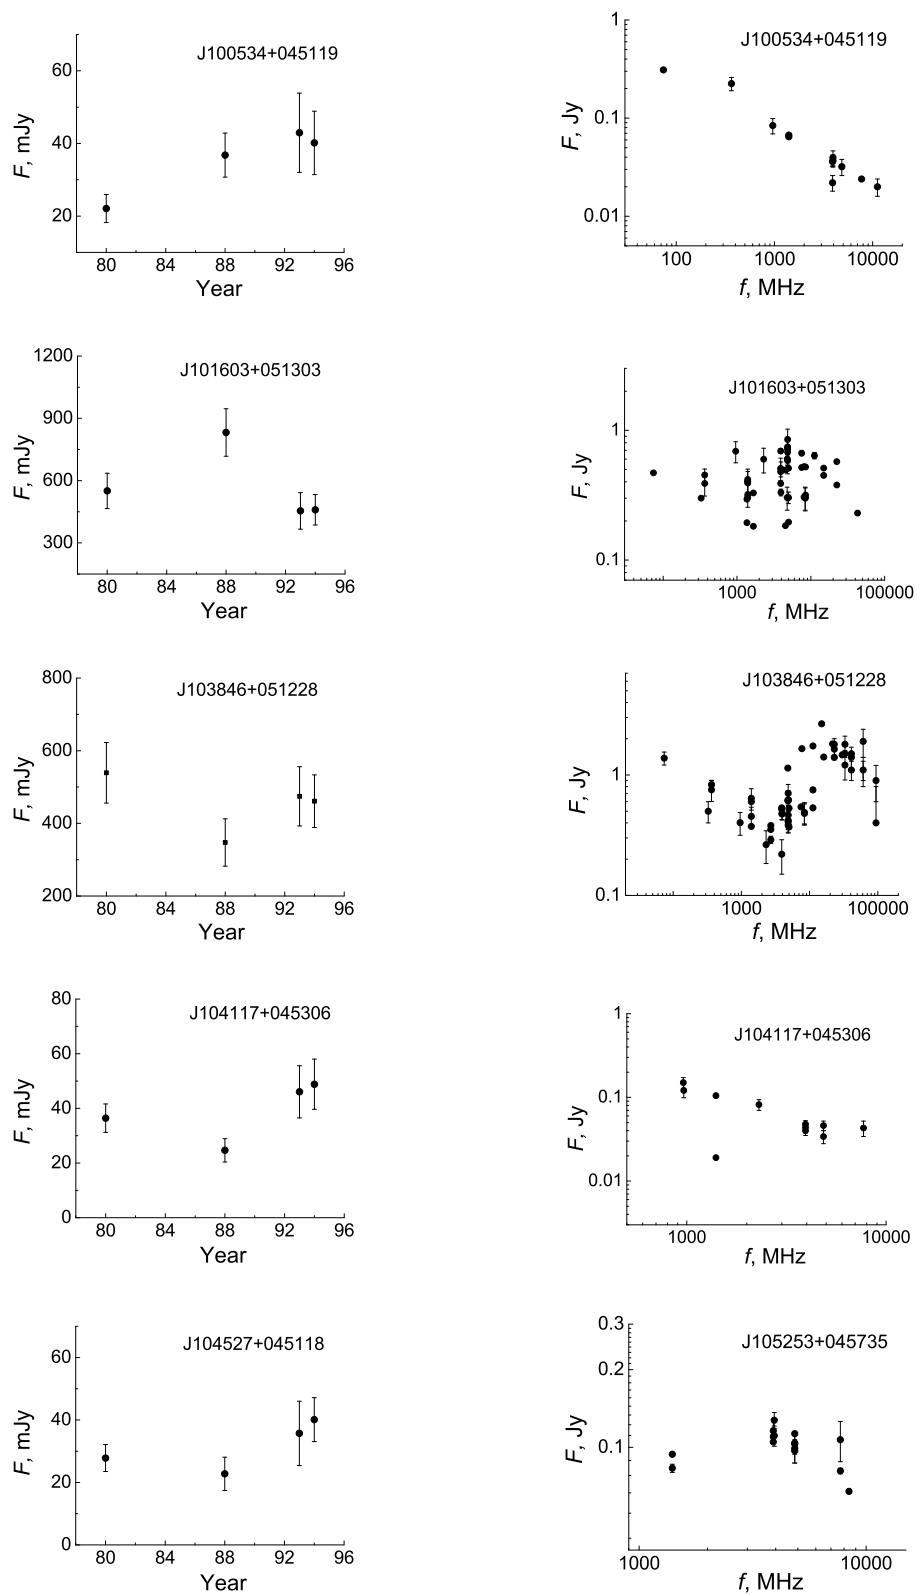 J100534+045119
60
40
20
F, mJy
80 84 88 92 96
Year
J100534+045119
1
0.1
0.01
F, Jy
100 1000 10000
f, MHz
J101603+051303
1200
900
600
300
F, mJy
80 84 88 92 96
Year
J101603+051303
1
0.1
F, Jy
1000 100000
f, MHz
J103846+051228
800
600
400
200
F, mJy
80 84 88 92 96
Year
J103846+051228
1
0.1
F, Jy
1000 100000
f, MHz
J104117+045306
80
60
40
20
0
F, mJy
80 84 88 92 96
Year
J104117+045306
1
0.1
0.01
F, Jy
1000 10000
f, MHz
J104527+045118
60
40
20
0
F, mJy
80 84 88 92 96
Year
J105253+045735
0.3
0.2
0.1
F, Jy
1000 10000
f, MHz